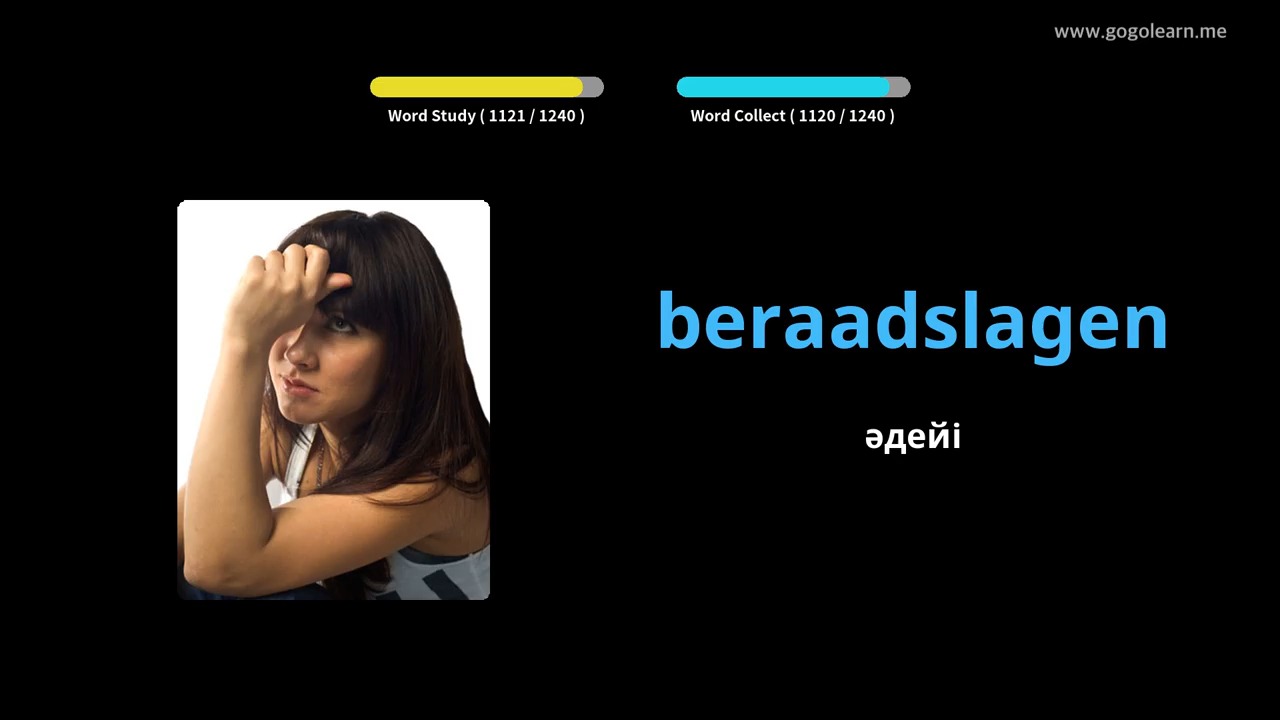 www.gogolearn.me
Word Study ( 1121 / 1240 )
Word Collect ( 1120 / 1240 )
beraadslagen
әдейі